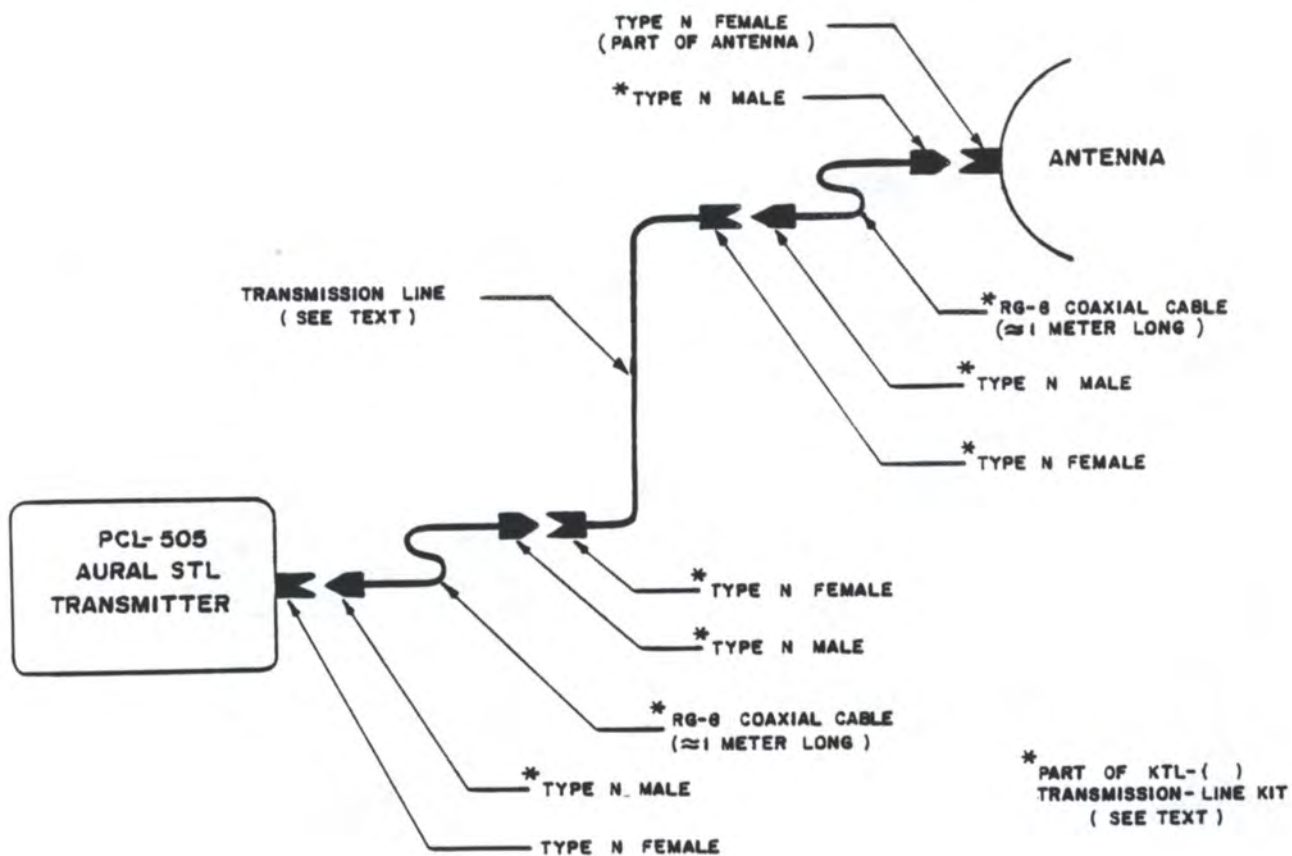 TYPE N FEMALE
( PART OF ANTENNA )
*TYPE N MALE
ANTENNA
TRANSMISSION LINE
( SEE TEXT )
*RG-8 COAXIAL CABLE
(≈1 METER LONG )
*TYPE N MALE
*TYPE N FEMALE
PCL-505
AURAL STL
TRANSMITTER
*TYPE N FEMALE
*TYPE N MALE
*RG-8 COAXIAL CABLE
(≈1 METER LONG )
*TYPE N MALE
TYPE N FEMALE
*PART OF KTL-( )
TRANSMISSION-LINE KIT
( SEE TEXT )